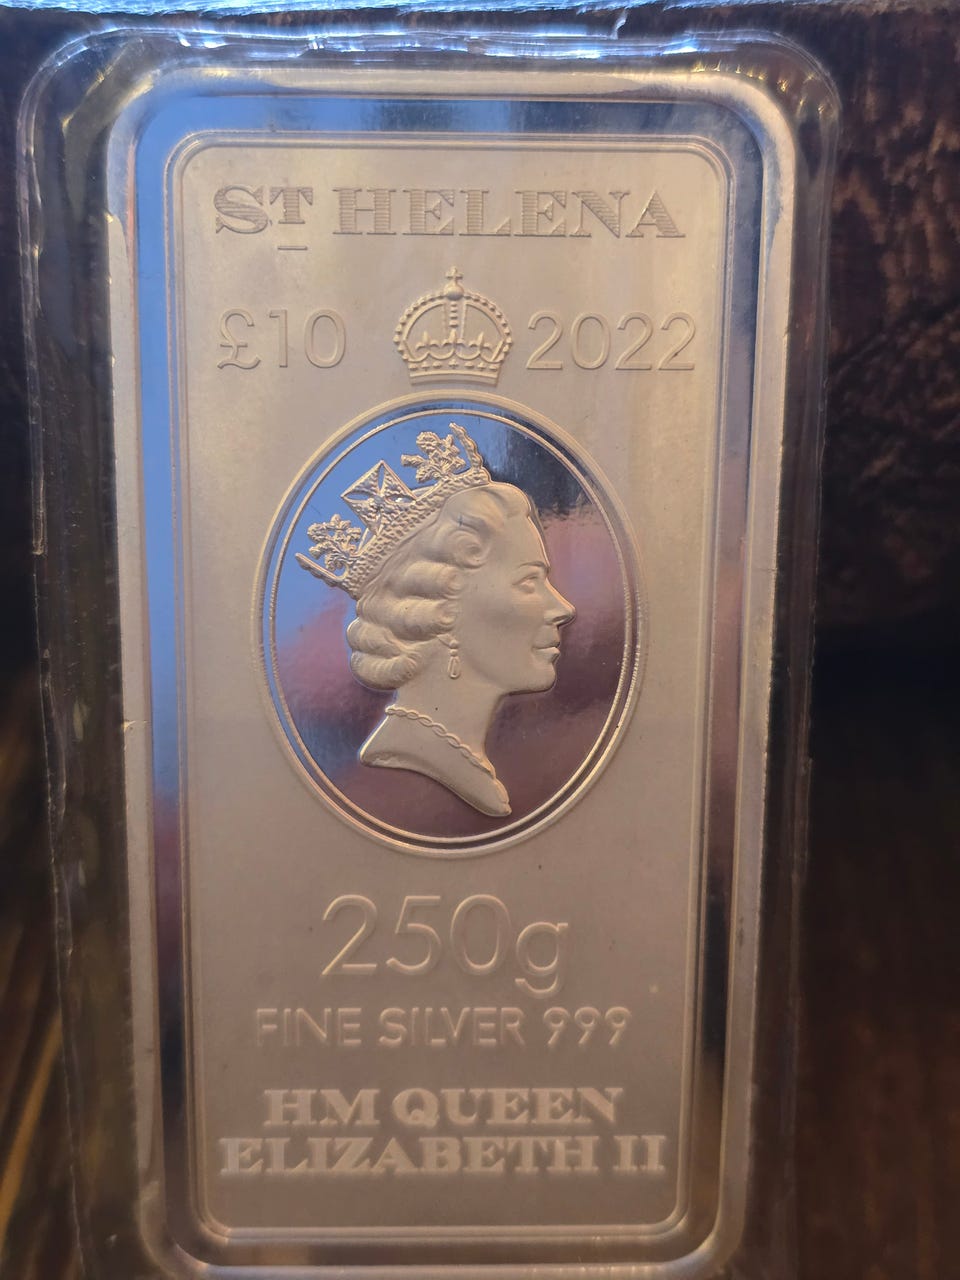 ST HELENA
£10 2022
250g
FINE SILVER 999
HM QUEEN
ELIZABETH II